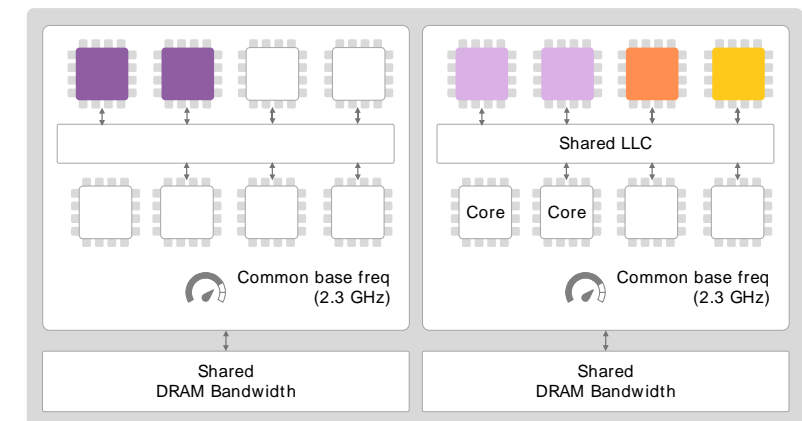 Shared LLC
Core
Core
Common base freq
(2.3 GHz)
Common base freq
(2.3 GHz)
Shared
DRAM Bandwidth
Shared
DRAM Bandwidth